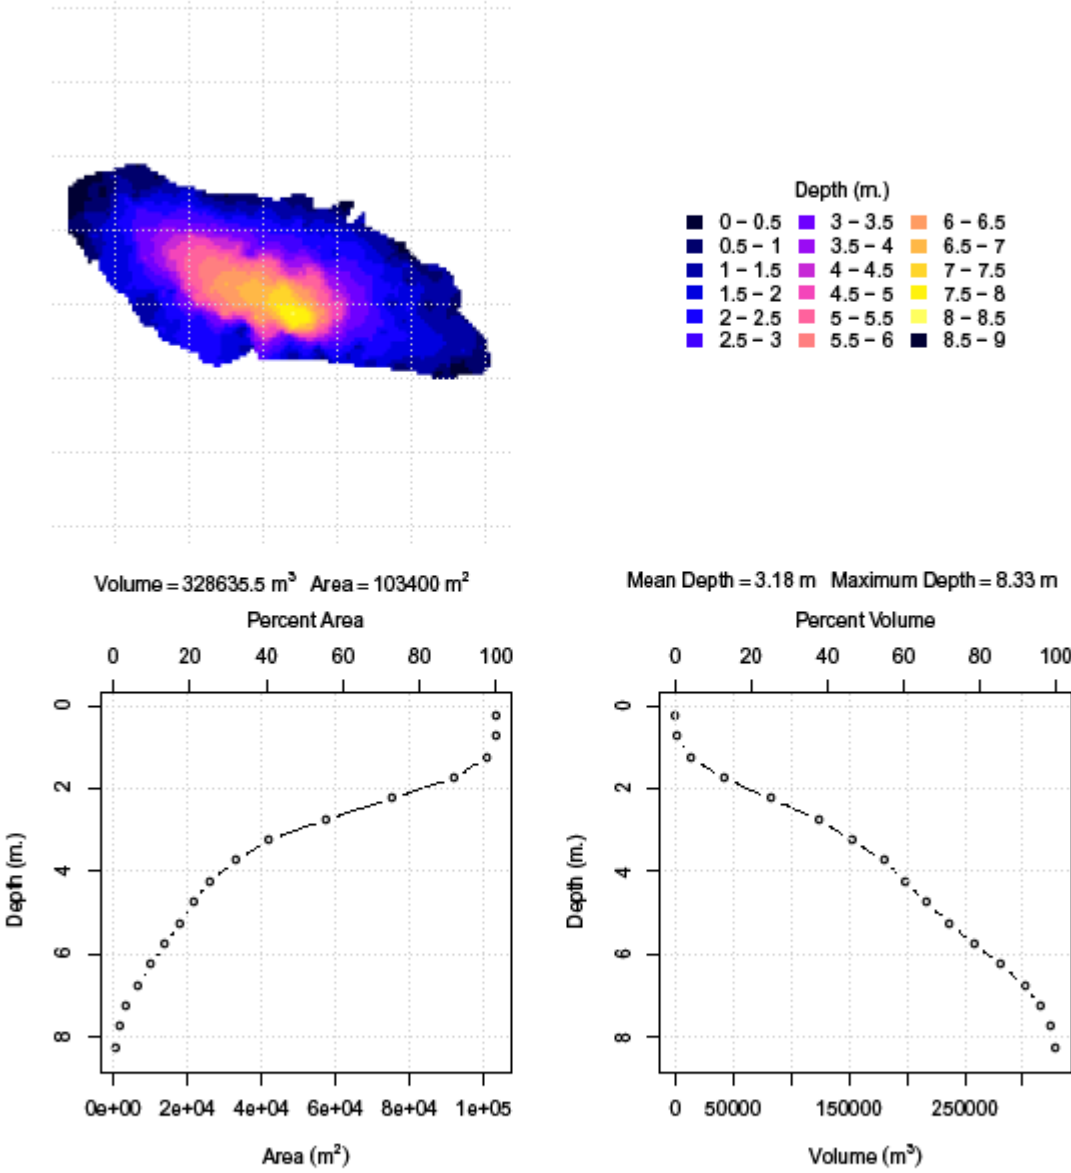 Depth (m.)
0 – 0.5 3 – 3.5 6 – 6.5
0.5 – 1 3.5 – 4 6.5 – 7
1 – 1.5 4 – 4.5 7 – 7.5
1.5 – 2 4.5 – 5 7.5 – 8
2 – 2.5 5 – 5.5 8 – 8.5
2.5 – 3 5.5 – 6 8.5 – 9
Volume = 328635.5 m³ Area = 103400 m²
Mean Depth = 3.18 m Maximum Depth = 8.33 m
Percent Area
0 20 40 60 80 100
Depth (m.)
0
2
4
6
8
0e+00 2e+04 4e+04 6e+04 8e+04 1e+05
Area (m²)
Percent Volume
0 20 40 60 80 100
Depth (m.)
0
2
4
6
8
0 50000 150000 250000
Volume (m³)